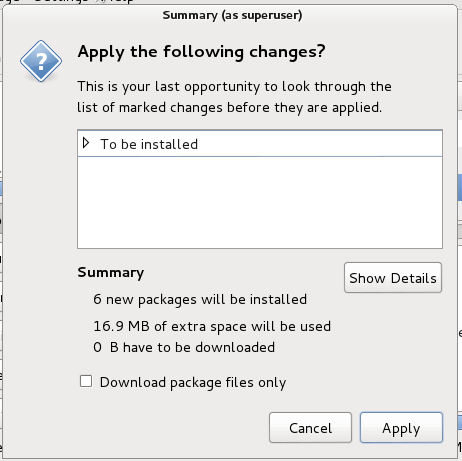 Settings Help
Summary (as superuser)
Apply the following changes?
This is your last opportunity to look through the
list of marked changes before they are applied.
To be installed
Summary
Show Details
6 new packages will be installed
16.9 MB of extra space will be used
0 B have to be downloaded
Download package files only
Cancel
Apply